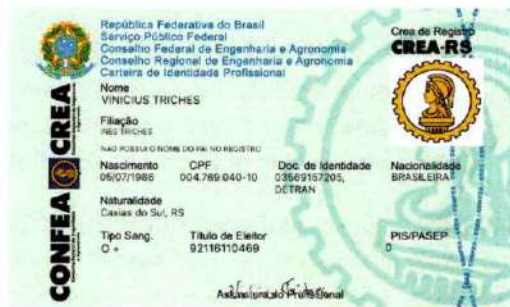 República Federativa do Brasil
Serviço Público Federal
Conselho Federal de Engenharia e Agronomia
Conselho Regional de Engenharia e Agronomia
Carteira de Identidade Profissional
Crea de Registro
CREA-RS
Nome
VINICIUS TRICHES
Filiação
INES TRICHES
NAO POSSUI O NOME DO PAI NO REGISTRO
Nascimento CPF Doc. de Identidade Nacionalidade
05/07/1986 004.789.040-10 03569157205, BRASILEIRA
DETRAN
Naturalidade
Caxias do Sul, RS
Tipo Sang. Título de Eleitor PIS/PASEP
O + 92116110469 0
Assinatura do Profissional
CONFEA CREA